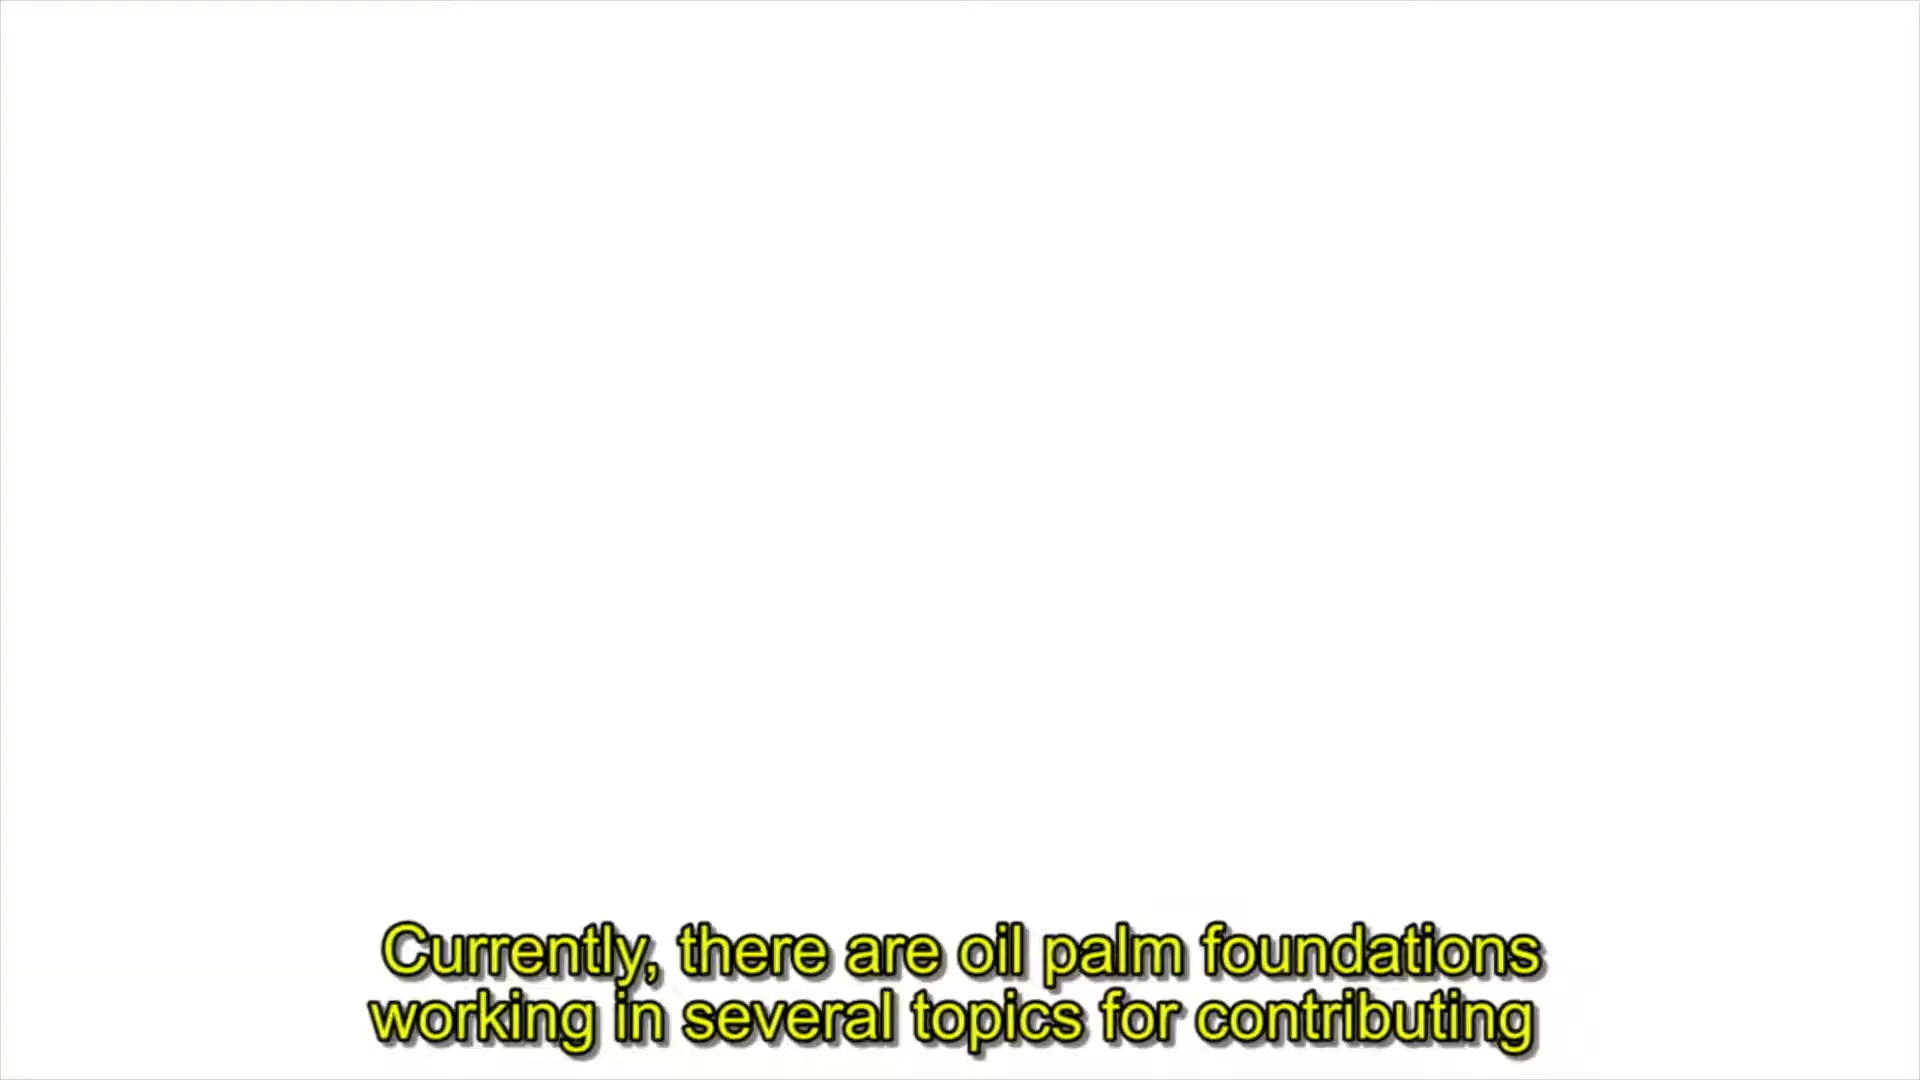 Currently, there are oil palm foundations
working in several topics for contributing